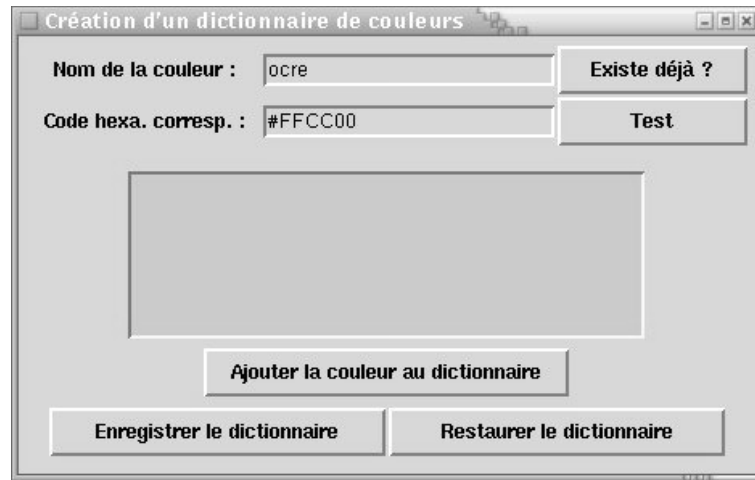 Création d'un dictionnaire de couleurs
Nom de la couleur : ocre Existe déjà ?
Code hexa. corresp. : #FFCC00 Test
Ajouter la couleur au dictionnaire
Enregistrer le dictionnaire Restaurer le dictionnaire